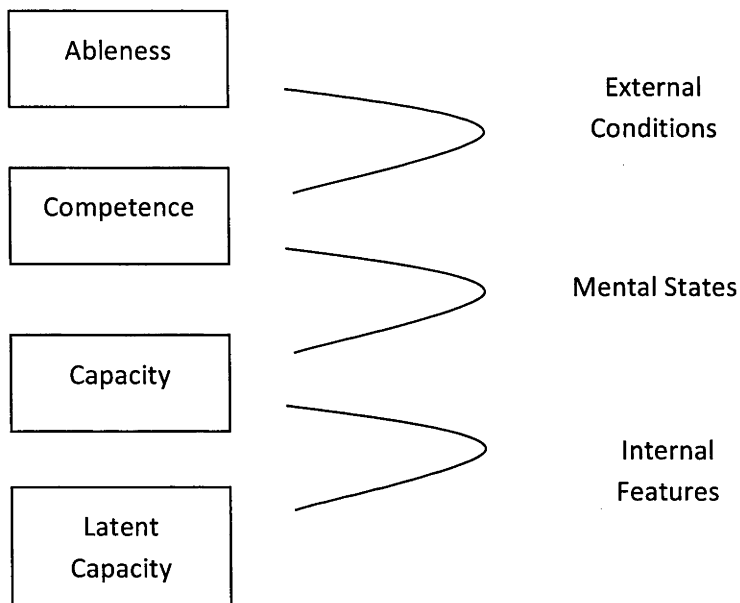 Ableness
External
Conditions
Competence
Mental States
Capacity
Internal
Features
Latent
Capacity